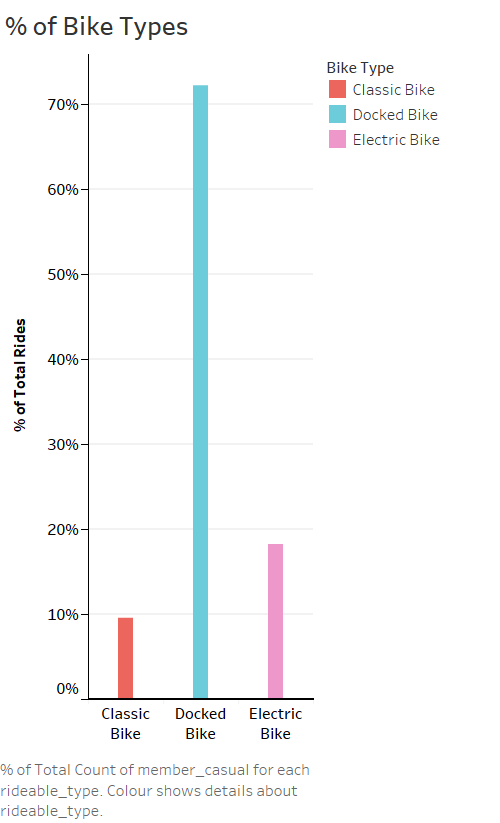 % of Bike Types
Bike Type
Classic Bike
Docked Bike
Electric Bike
% of Total Rides
70%
60%
50%
40%
30%
20%
10%
0%
Classic Bike
Docked Bike
Electric Bike
% of Total Count of member_casual for each
rideable_type. Colour shows details about
rideable_type.